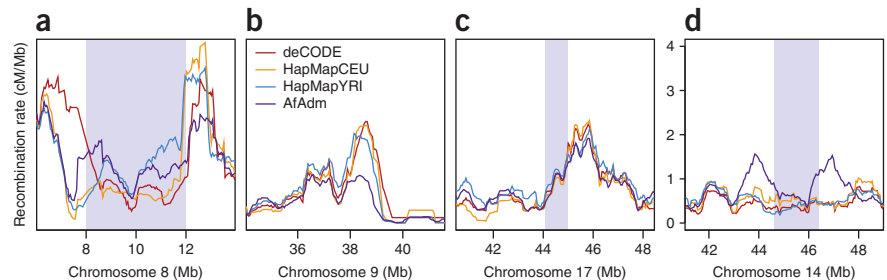 a b c d
Recombination rate (cM/Mb)
deCODE
HapMapCEU
HapMapYRI
AfAdm
4
3
2
1
0
8 10 12
36 38 40
42 44 46 48
42 44 46 48
Chromosome 8 (Mb)
Chromosome 9 (Mb)
Chromosome 17 (Mb)
Chromosome 14 (Mb)